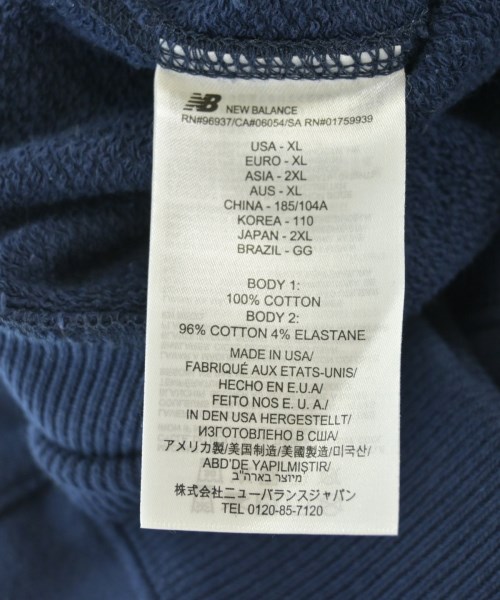 NB NEW BALANCE
RN#96937/CA#06054/SA RN#01759939
USA - XL
EURO - XL
ASIA - 2XL
AUS - XL
CHINA - 185/104A
KOREA - 110
JAPAN - 2XL
BRAZIL - GG
BODY 1:
100% COTTON
BODY 2:
96% COTTON 4% ELASTANE
MADE IN USA/
FABRIQUÉ AUX ETATS-UNIS/
HECHO EN E.U.A/
FEITO NOS E. U. A./
IN DEN USA HERGESTELLT/
ИЗГОТОВЛЕНО В США/
アメリカ製/美国制造/美國製造/미국산/
ABD'DE YAPILMIŞTIR/
מיוצר בארה"ב
株式会社ニューバランスジャパン
TEL 0120-85-7120